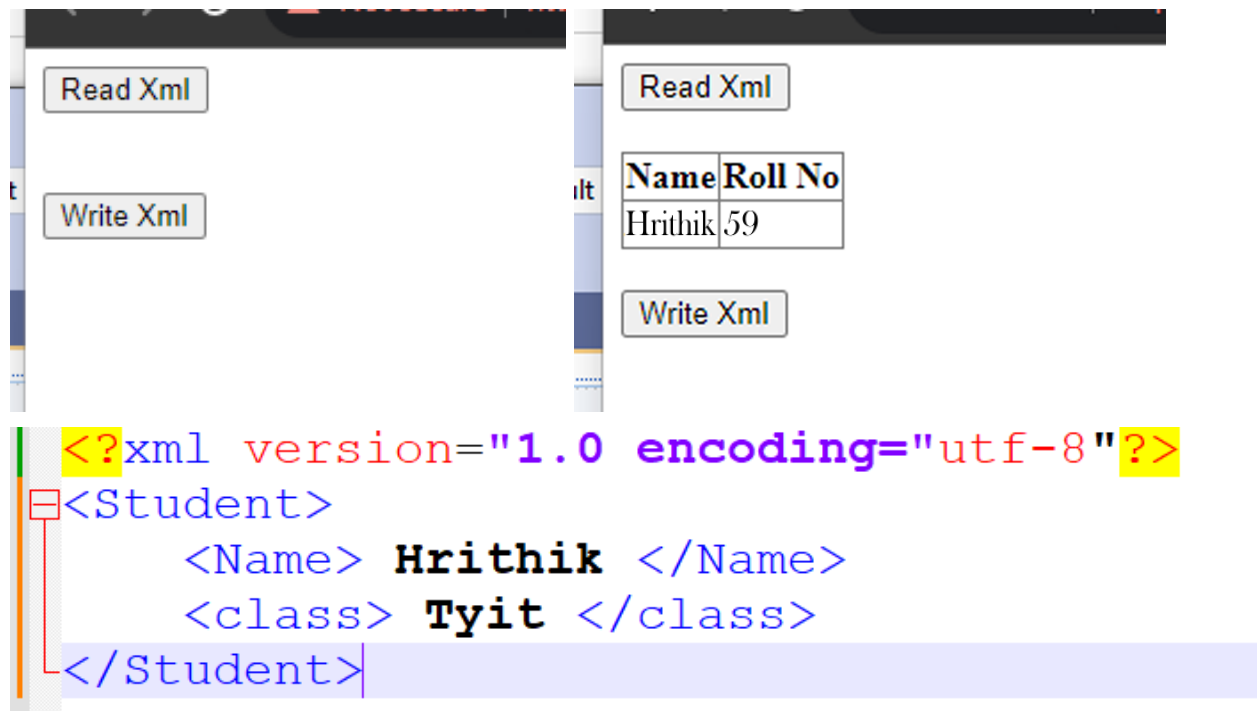 Read Xml
Write Xml
Read Xml
Name Roll No
Hrithik 59
Write Xml
<?xml version="1.0 encoding="utf-8"?>
<Student>
<Name> Hrithik </Name>
<class> Tyit </class>
</Student>